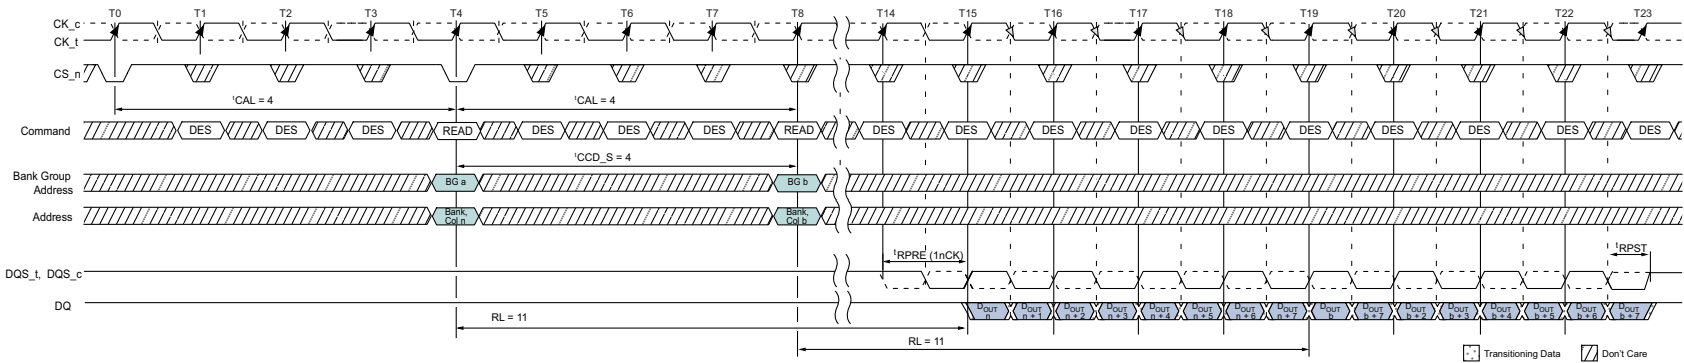 T0 T1 T2 T3 T4 T5 T6 T7 T8 T14 T15 T16 T17 T18 T19 T20 T21 T22 T23
CK_c
CK_t
CS_n
tCAL = 4 tCAL = 4
Command DES DES DES READ DES DES DES READ DES DES DES DES DES DES DES DES DES DES
tCCD_S = 4
Bank Group
Address BG a BG b
Address Bank, Col n Bank, Col b
tRPRE (1nCK) tRPST
DQS_t, DQS_c
DQ DOUT n DOUT n + 1 DOUT n + 2 DOUT n + 3 DOUT n + 4 DOUT n + 5 DOUT n + 6 DOUT n + 7 DOUT b DOUT b + 7 DOUT b + 2 DOUT b + 3 DOUT b + 4 DOUT b + 5 DOUT b + 6 DOUT b + 7
RL = 11
RL = 11
Transitioning Data Don't Care